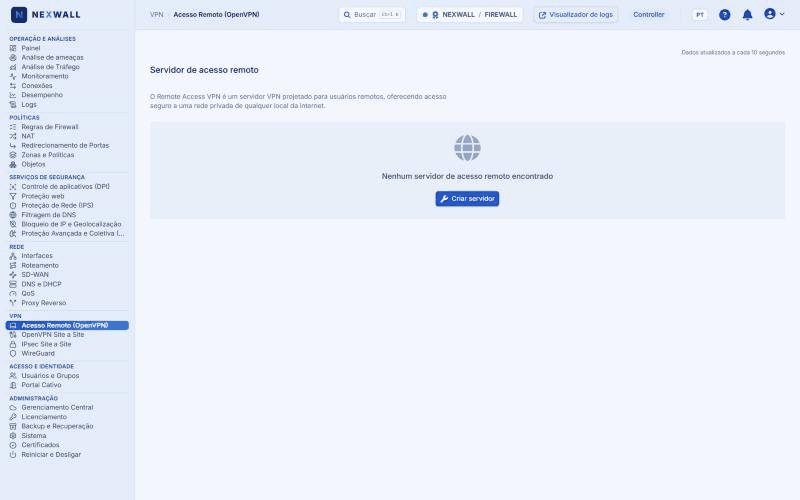 NEXWALL
VPN / Acesso Remoto (OpenVPN)
Buscar Ctrl K
NEXWALL / FIREWALL
Visualizador de logs
Controller
PT
OPERAÇÃO E ANÁLISES
Painel
Análise de ameaças
Análise de Tráfego
Monitoramento
Conexões
Desempenho
Logs
POLÍTICAS
Regras de Firewall
NAT
Redirecionamento de Portas
Zonas e Políticas
Objetos
SERVIÇOS DE SEGURANÇA
Controle de aplicativos (DPI)
Proteção web
Proteção de Rede (IPS)
Filtragem de DNS
Bloqueio de IP e Geolocalização
Proteção Avançada e Coletiva (...
REDE
Interfaces
Roteamento
SD-WAN
DNS e DHCP
QoS
Proxy Reverso
VPN
Acesso Remoto (OpenVPN)
OpenVPN Site a Site
IPsec Site a Site
WireGuard
ACESSO E IDENTIDADE
Usuários e Grupos
Portal Cativo
ADMINISTRAÇÃO
Gerenciamento Central
Licenciamento
Backup e Recuperação
Sistema
Certificados
Reiniciar e Desligar
Dados atualizados a cada 10 segundos
Servidor de acesso remoto
O Remote Access VPN é um servidor VPN projetado para usuários remotos, oferecendo acesso
seguro a uma rede privada de qualquer local da internet.
Nenhum servidor de acesso remoto encontrado
Criar servidor